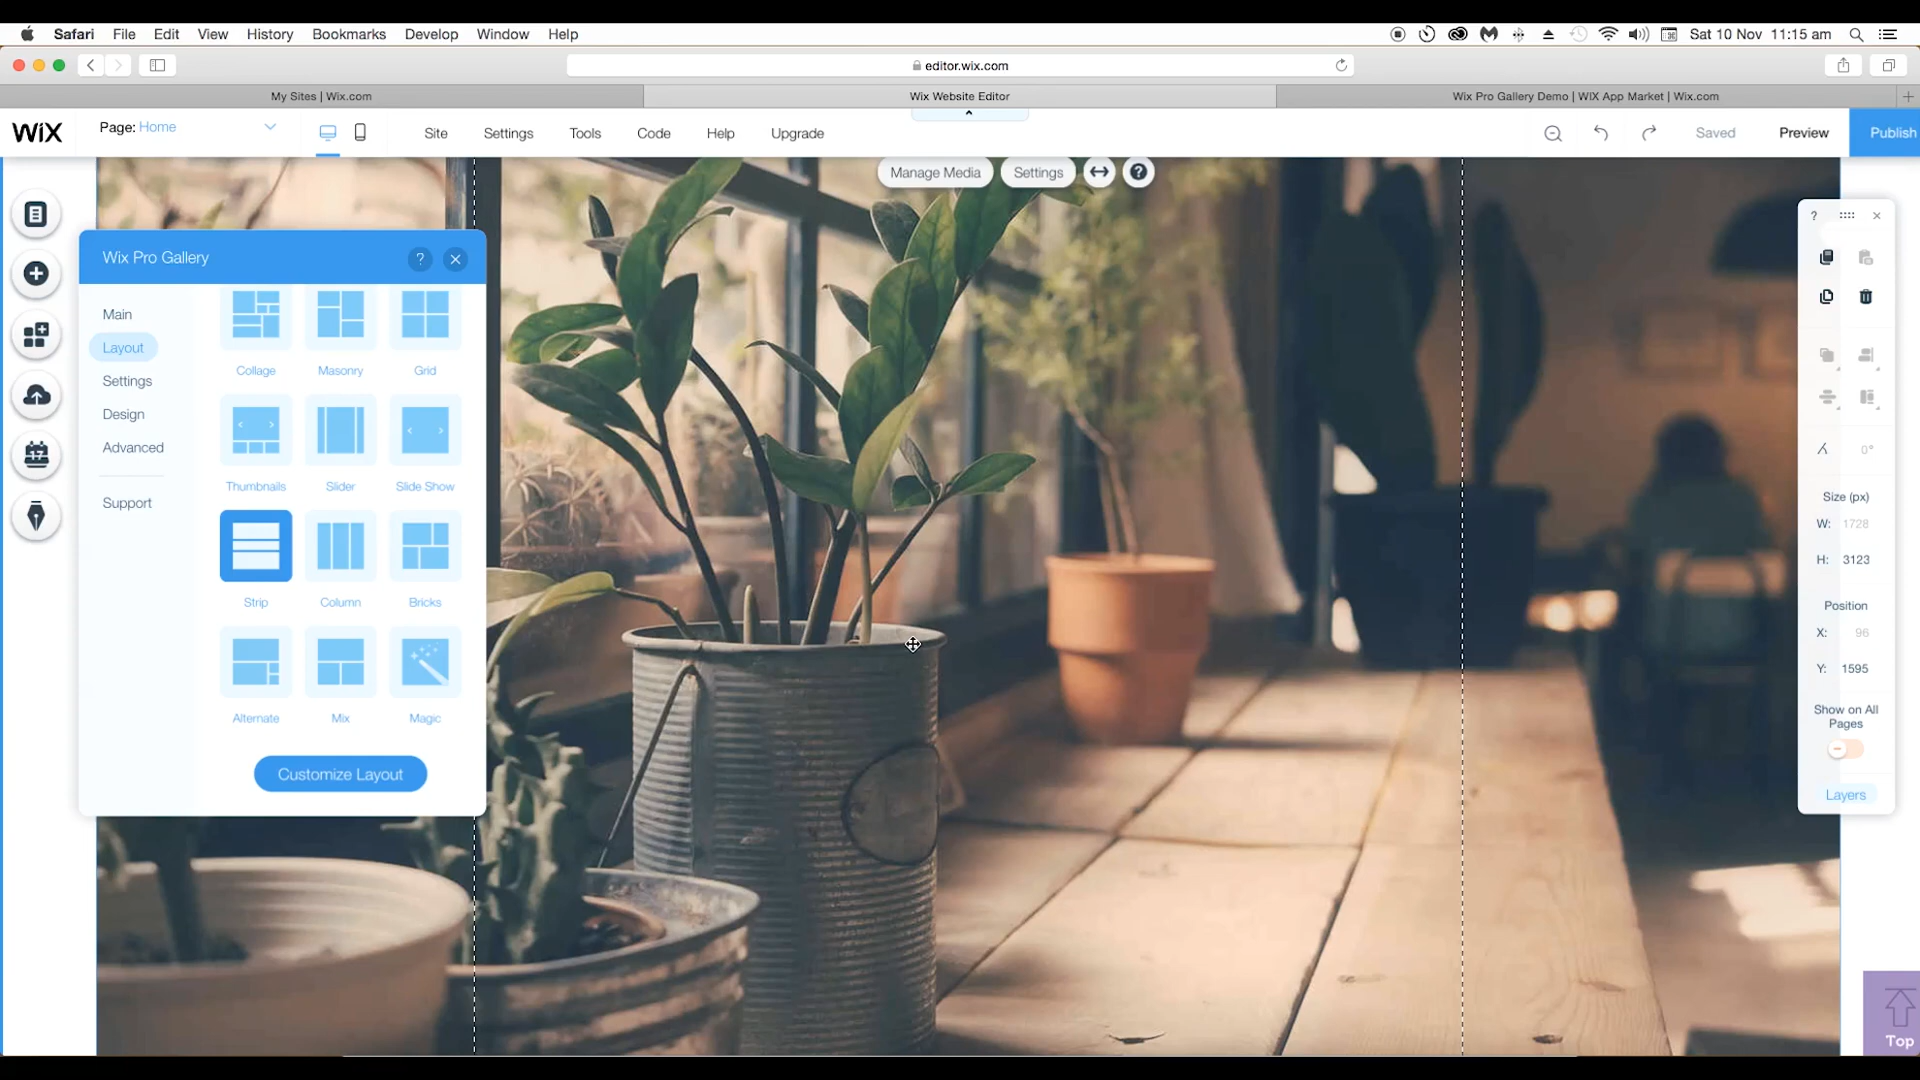 Safari File Edit View History Bookmarks Develop Window Help Sat 10 Nov 11:15 am
editor.wix.com
My Sites | Wix.com Wix Website Editor Wix Pro Gallery Demo | WIX App Market | Wix.com
WiX Page: Home Site Settings Tools Code Help Upgrade Saved Preview Publish
Manage Media Settings ?
Wix Pro Gallery ?
Main
Layout
Settings
Design
Advanced
Support
Collage Masonry Grid
Thumbnails Slider Slide Show
Strip Column Bricks
Alternate Mix Magic
Customize Layout
17
?
0°
Size (px)
W: 1728
H: 3123
Position
X: 96
Y: 1595
Show on All
Pages
Layers
Top